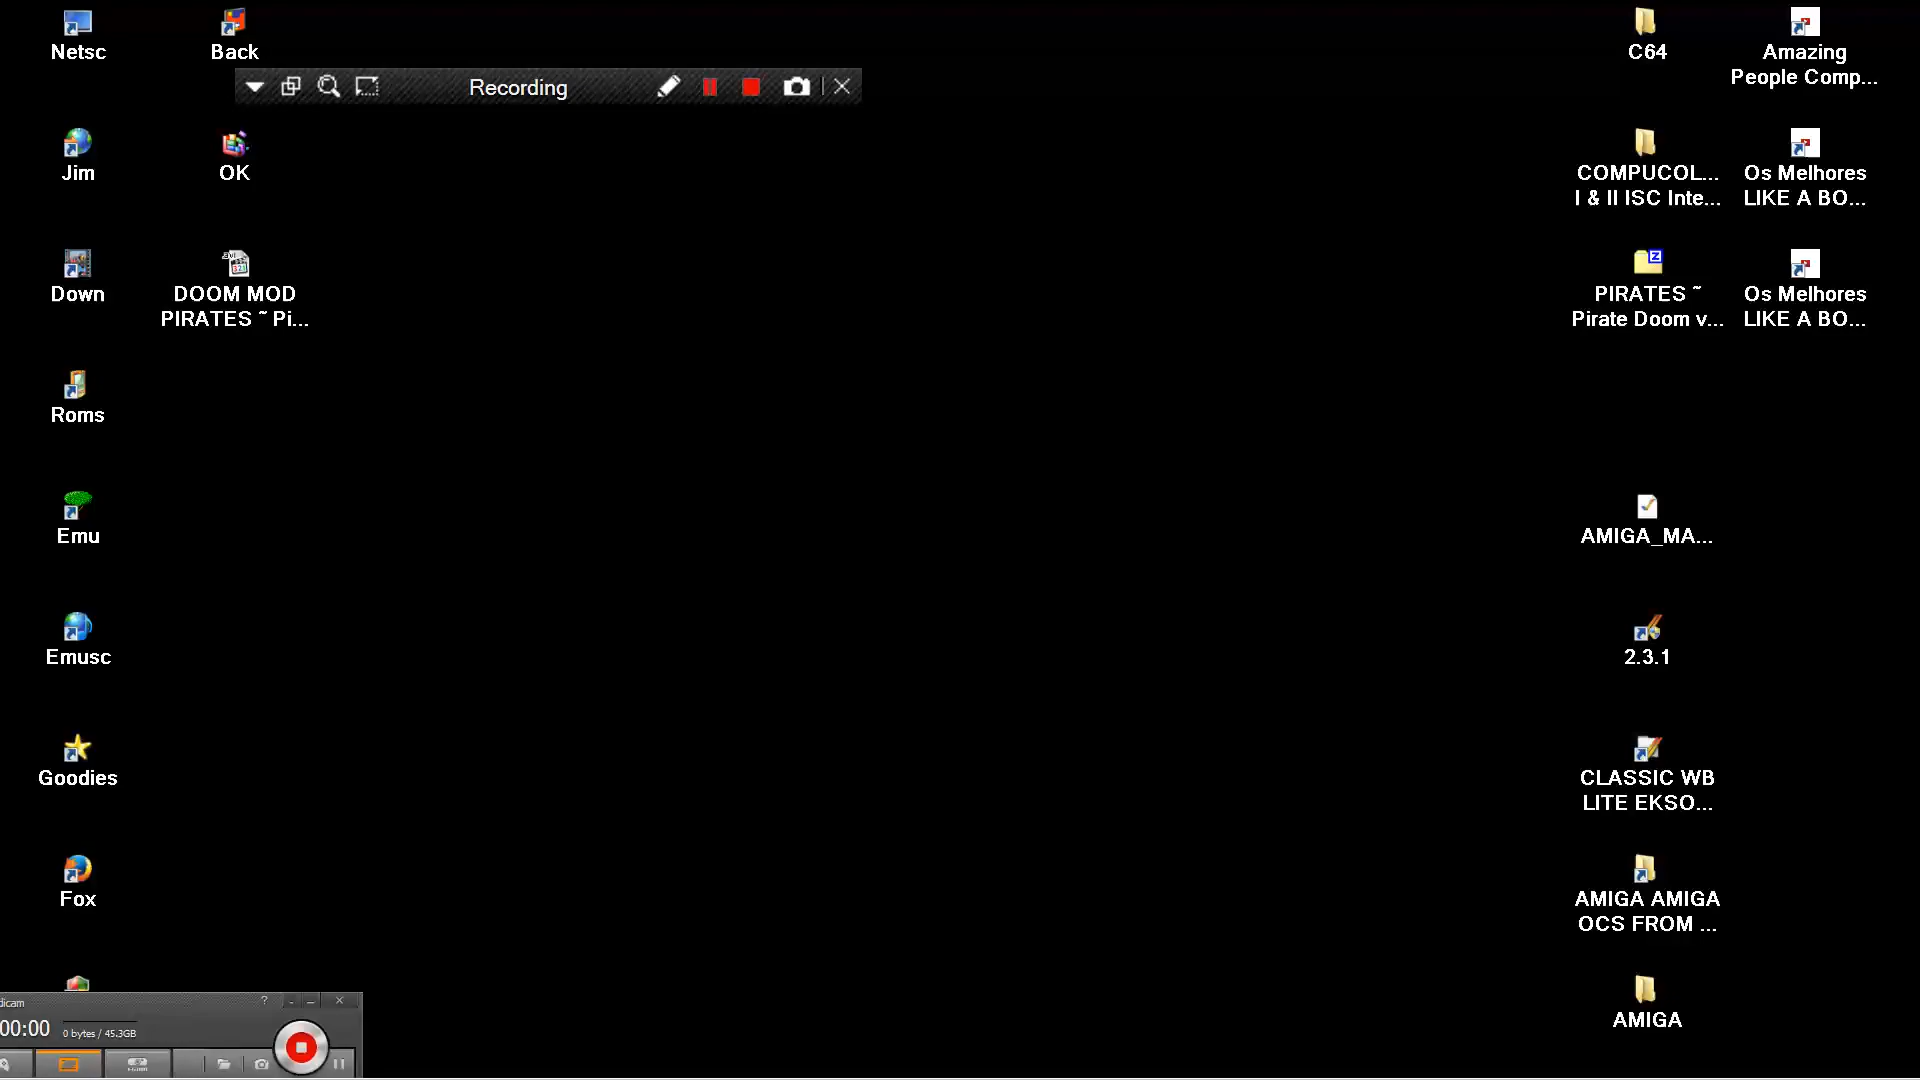 Netsc
Back
C64
Amazing
People Comp...
Recording
Jim
OK
COMPUCOL...
I & II ISC Inte...
Os Melhores
LIKE A BO...
Down
DOOM MOD
PIRATES ~ Pi...
PIRATES ~
Pirate Doom v...
Os Melhores
LIKE A BO...
Roms
Emu
AMIGA_MA...
Emusc
2.3.1
Goodies
CLASSIC WB
LITE EKSO...
Fox
AMIGA AMIGA
OCS FROM ...
dicam
00:00
0 bytes / 45.3GB
AMIGA